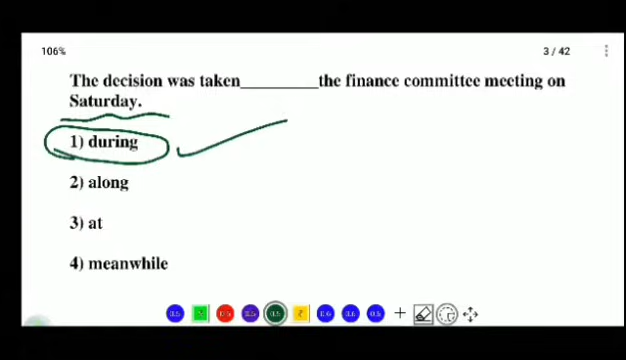 106%
3 / 42
The decision was taken________the finance committee meeting on
Saturday.
1) during
2) along
3) at
4) meanwhile